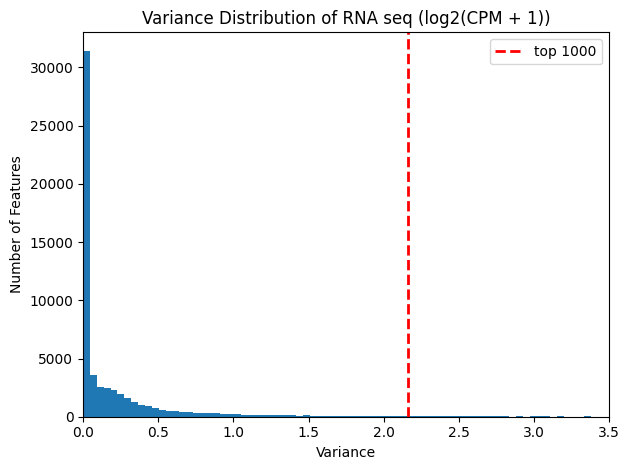 Variance Distribution of RNA seq (log2(CPM + 1))
top 1000
30000
25000
20000
15000
10000
5000
0
Number of Features
0.0 0.5 1.0 1.5 2.0 2.5 3.0 3.5
Variance